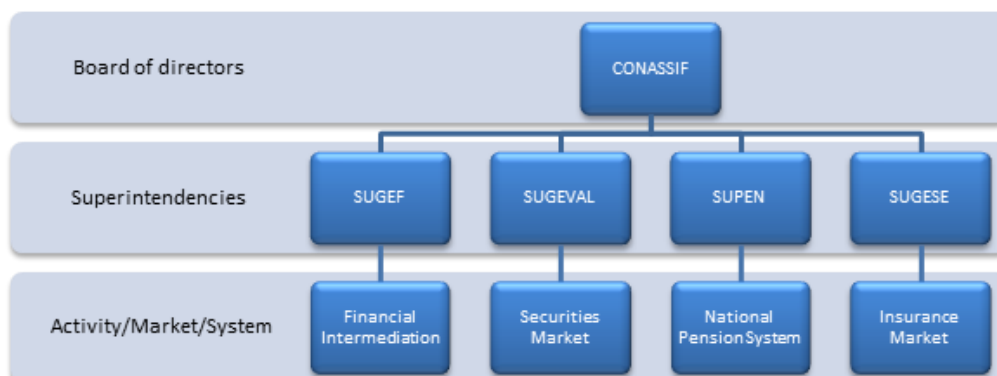 Board of directors
CONASSIF
Superintendencies
SUGEF
SUGEVAL
SUPEN
SUGESE
Activity/Market/System
Financial
Intermediation
Securities
Market
National
PensionSystem
Insurance
Market